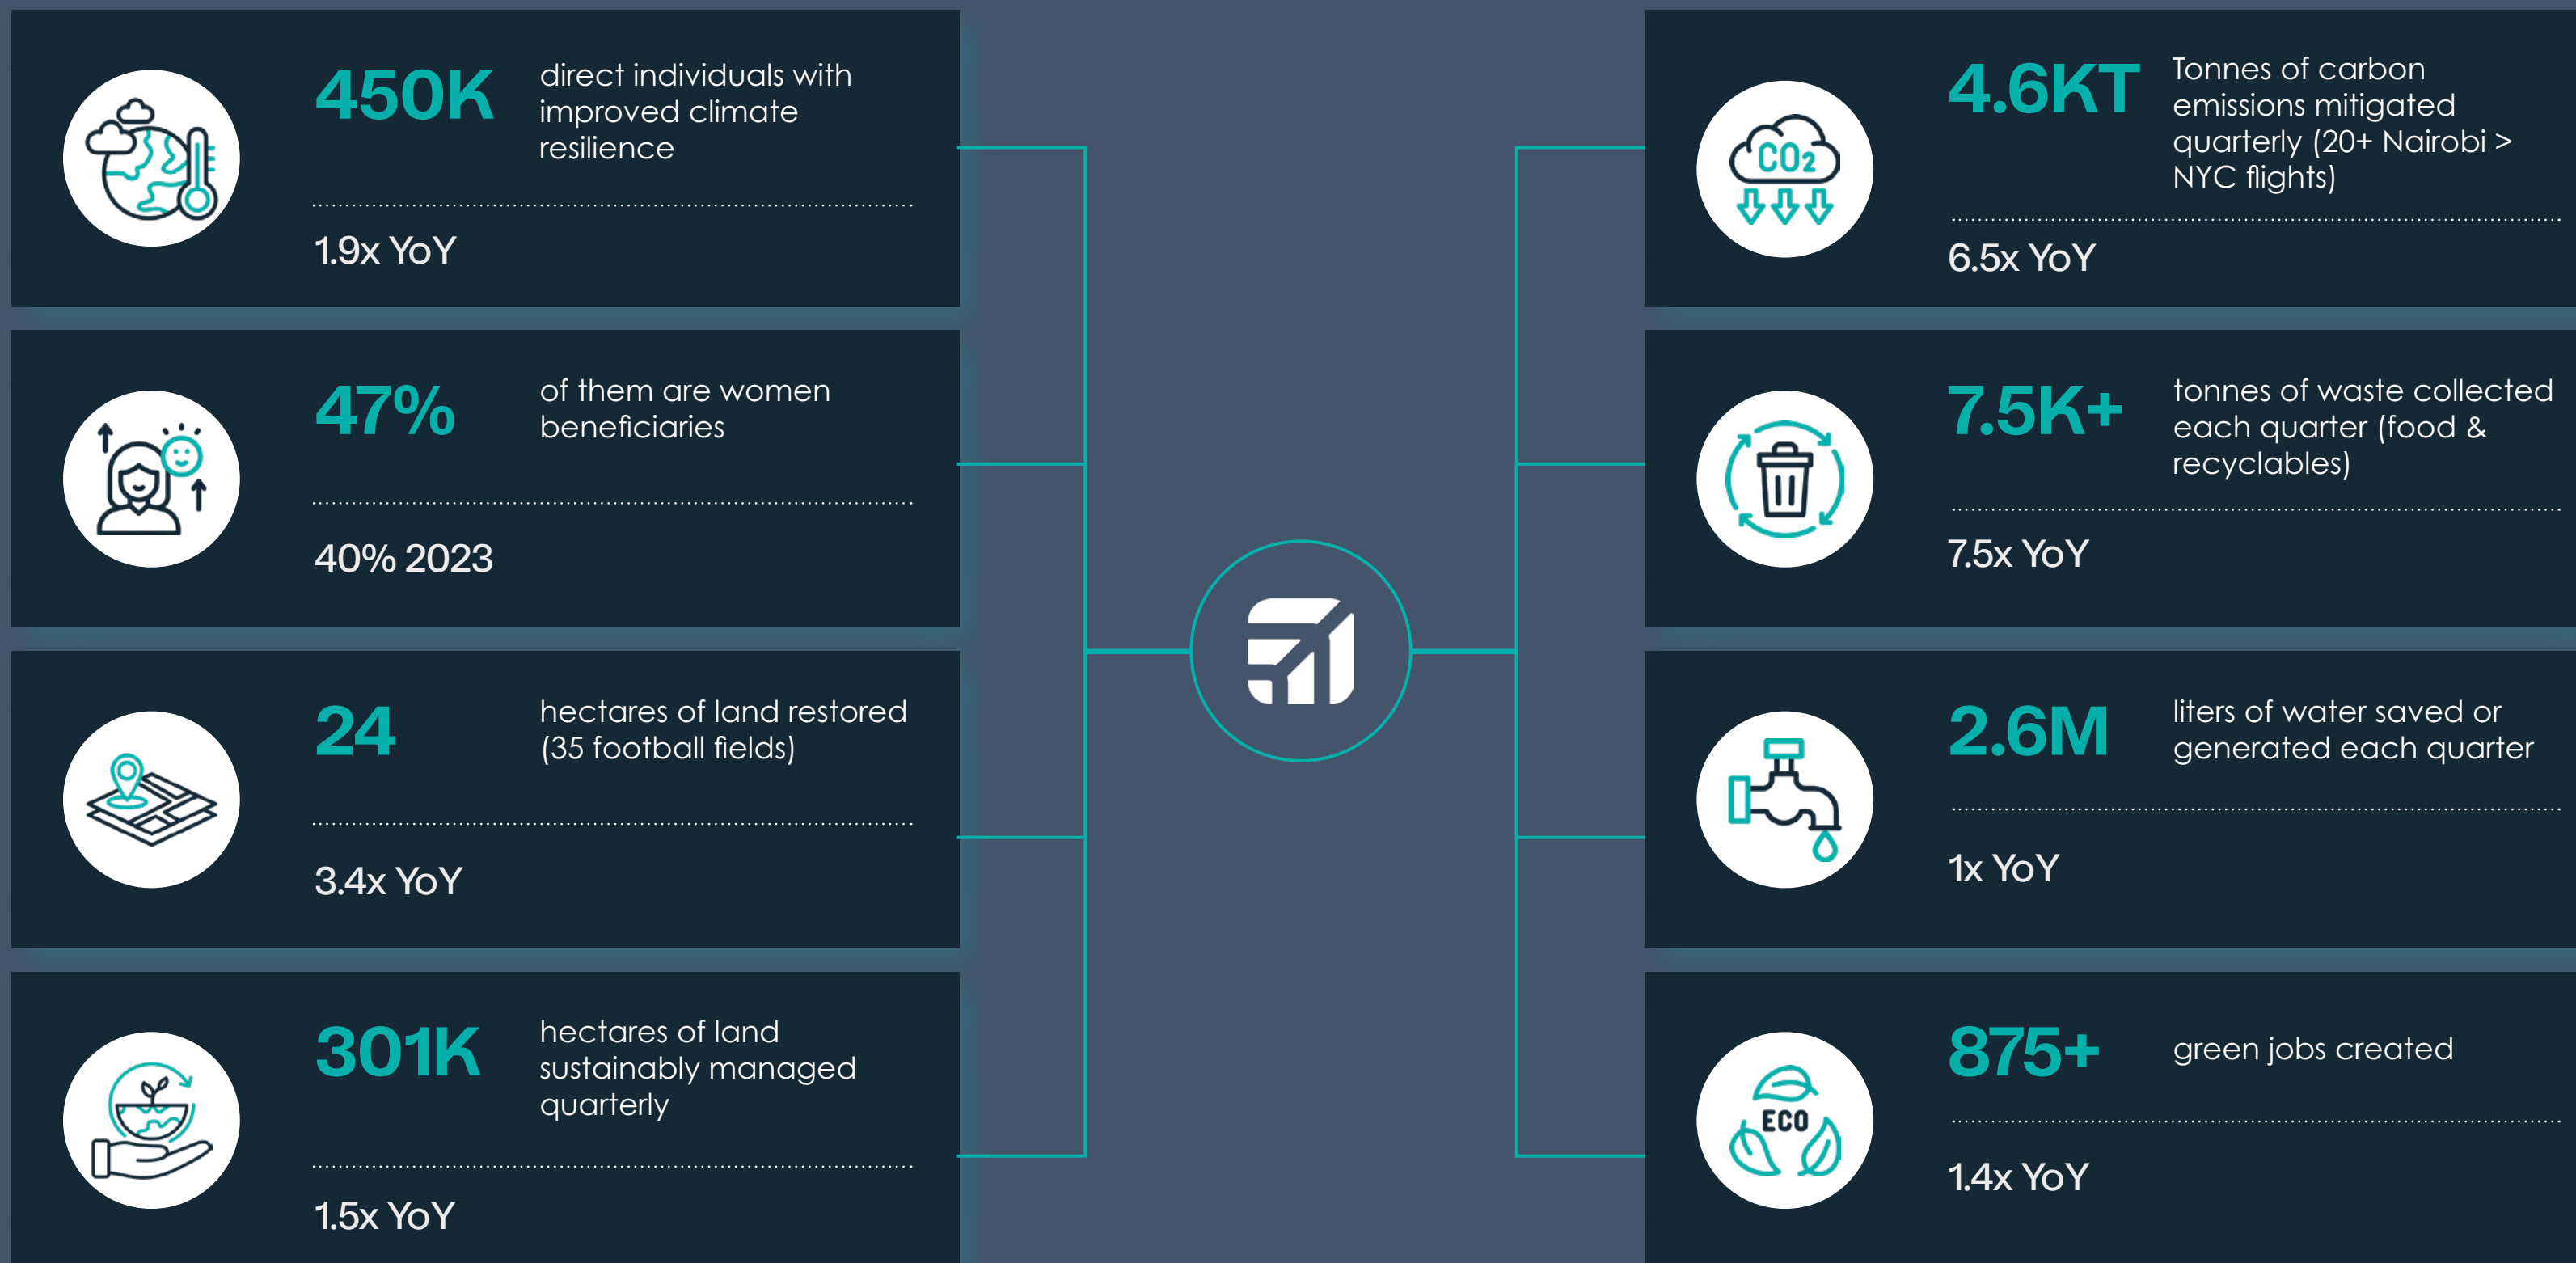 450K
direct individuals with
improved climate
resilience
1.9x YoY
47%
of them are women
beneficiaries
40% 2023
24
hectares of land restored
(35 football fields)
3.4x YoY
301K
hectares of land
sustainably managed
quarterly
1.5x YoY
CO2
4.6KT
Tonnes of carbon
emissions mitigated
quarterly (20+ Nairobi >
NYC flights)
6.5x YoY
7.5K+
tonnes of waste collected
each quarter (food &
recyclables)
7.5x YoY
2.6M
liters of water saved or
generated each quarter
1x YoY
ECO
875+
green jobs created
1.4x YoY